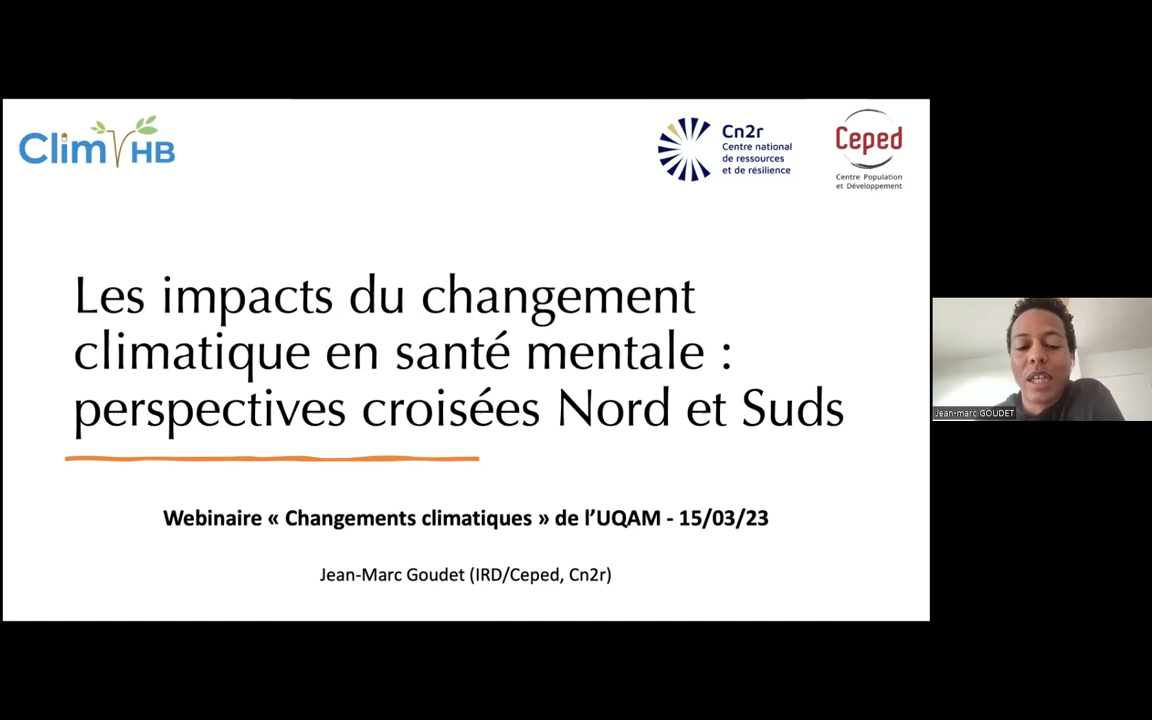 Clim HB
Cn2r
Centre national
de ressources
et de résilience
Ceped
Centre Population
et Développement
Les impacts du changement
climatique en santé mentale :
perspectives croisées Nord et Suds
Webinaire « Changements climatiques » de l’UQAM - 15/03/23
Jean-Marc Goudet (IRD/Ceped, Cn2r)
Jean-marc GOUDET